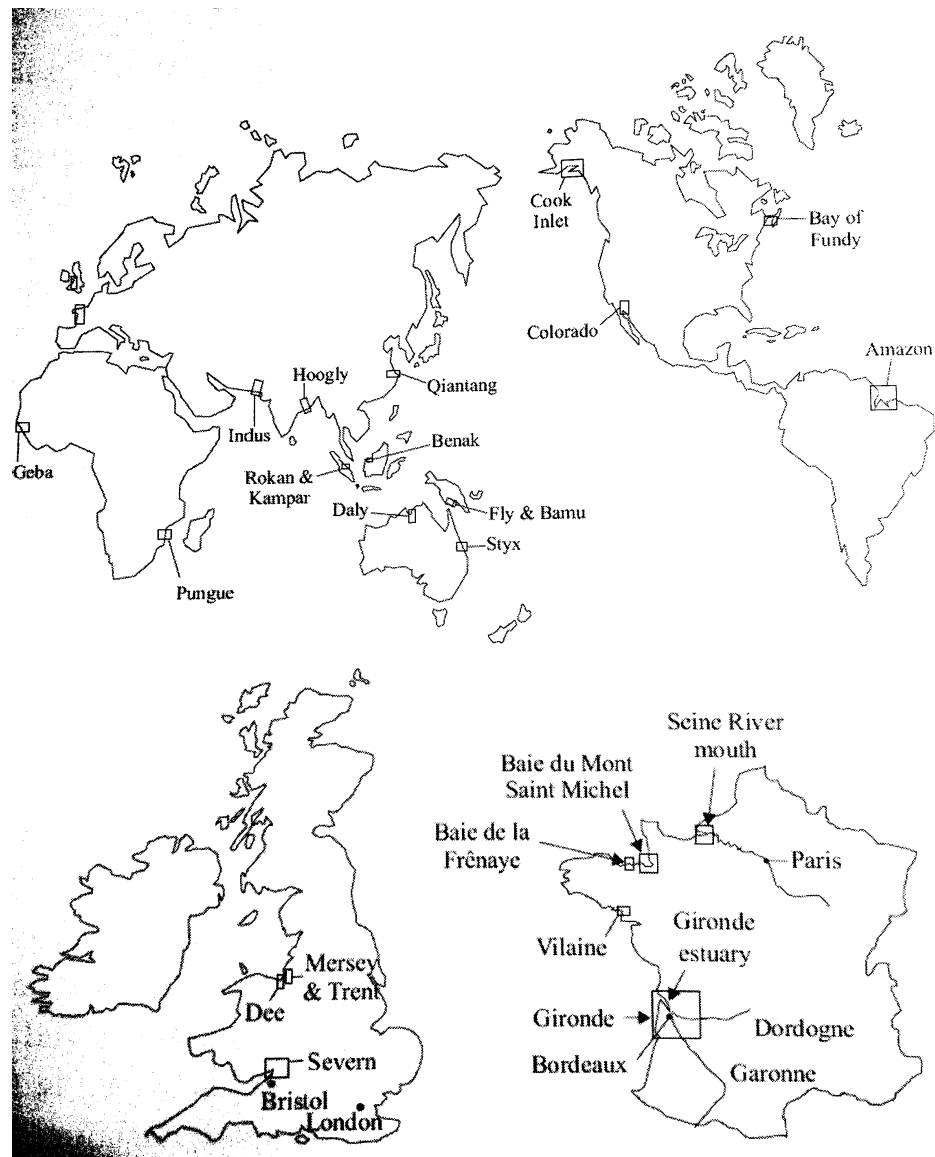 Cook
Inlet
Bay of
Fundy
Colorado
Amazon
Hoogly
Qiantang
Indus
Benak
Geba
Rokan &
Kampar
Daly
Fly & Bamu
Styx
Pungue
Seine River
mouth
Baie du Mont
Saint Michel
Baie de la
Frênaye
Paris
Vilaine
Gironde
estuary
Mersey
& Trent
Dee
Gironde
Dordogne
Bordeaux
Garonne
Severn
Bristol
London